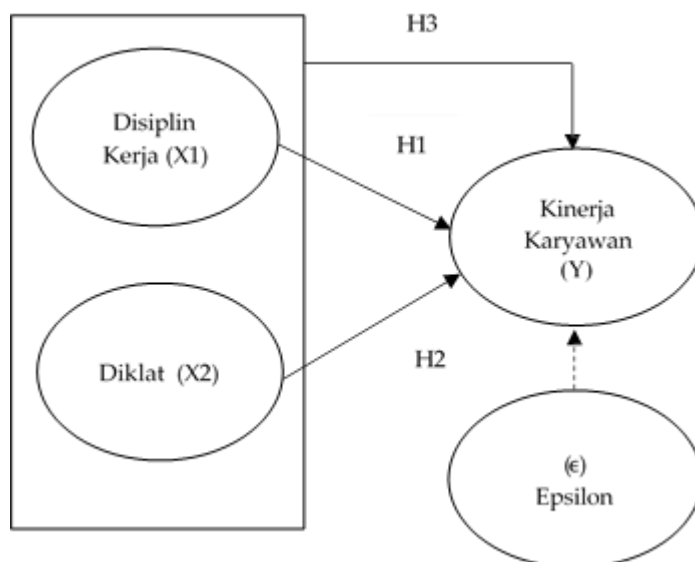 H3
Disiplin
Kerja (X1)
H1
Kinerja
Karyawan
(Y)
Diklat (X2)
H2
(ϵ)
Epsilon